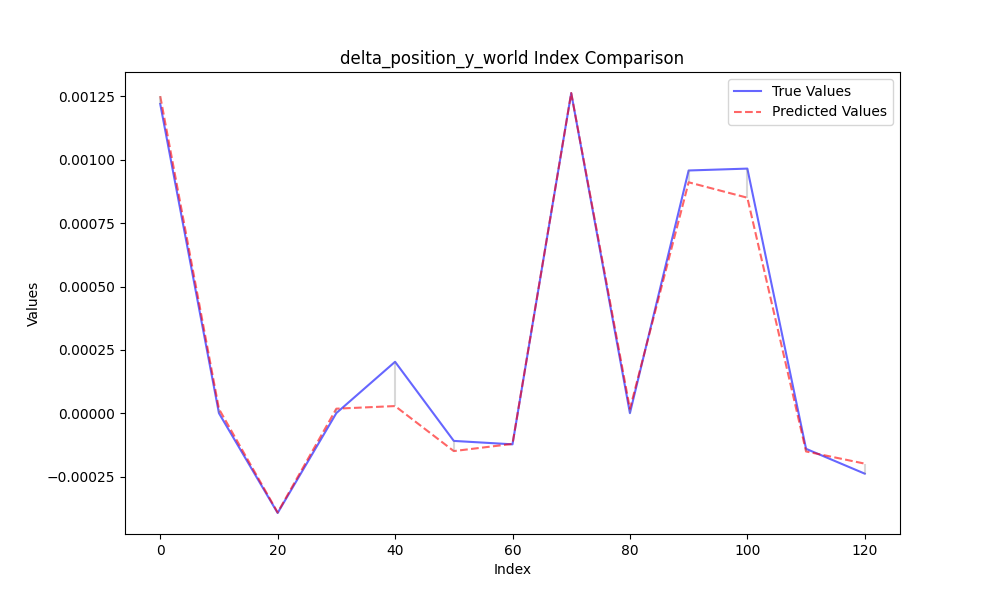 delta_position_y_world Index Comparison
True Values
Predicted Values
0.00125
0.00100
0.00075
0.00050
0.00025
0.00000
−0.00025
Values
0 20 40 60 80 100 120
Index